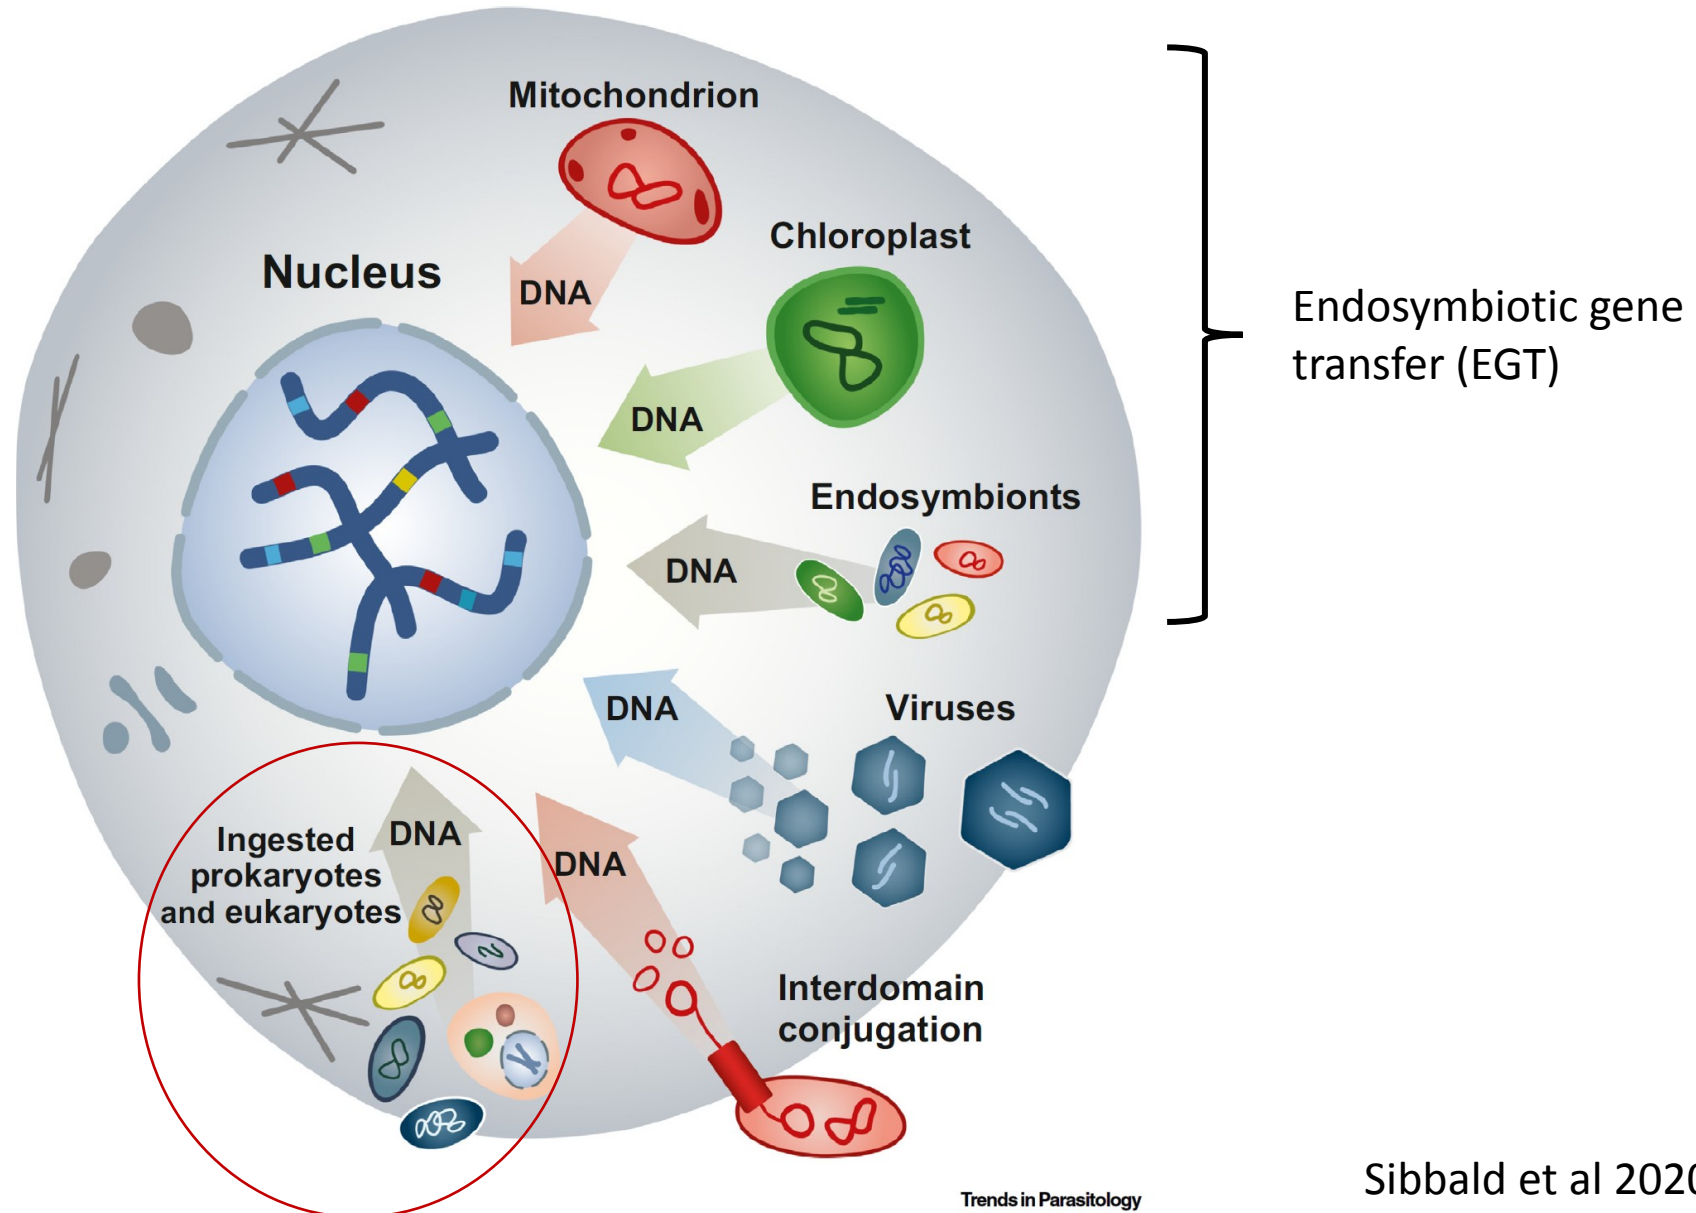 Mitochondrion
Chloroplast
Nucleus
DNA
Endosymbiotic gene
transfer (EGT)
DNA
Endosymbionts
DNA
DNA
Viruses
Ingested
prokaryotes
and eukaryotes
DNA
DNA
Interdomain
conjugation
Sibbald et al 2020
Trends in Parasitology